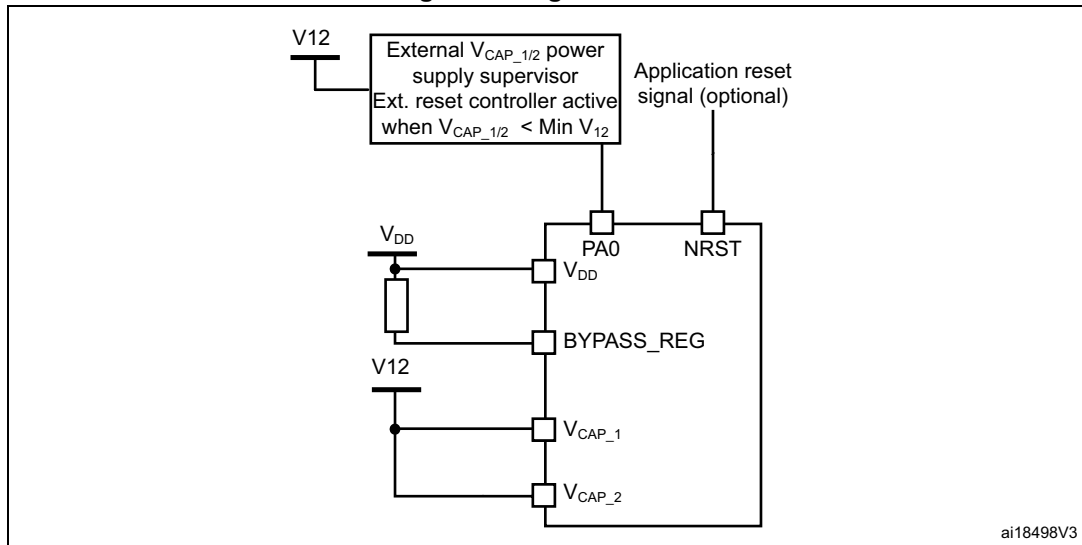 V12
External VCAP_1/2 power
supply supervisor
Ext. reset controller active
when VCAP_1/2 < Min V12
Application reset
signal (optional)
PA0
NRST
VDD
VDD
BYPASS_REG
V12
VCAP_1
VCAP_2
ai18498V3